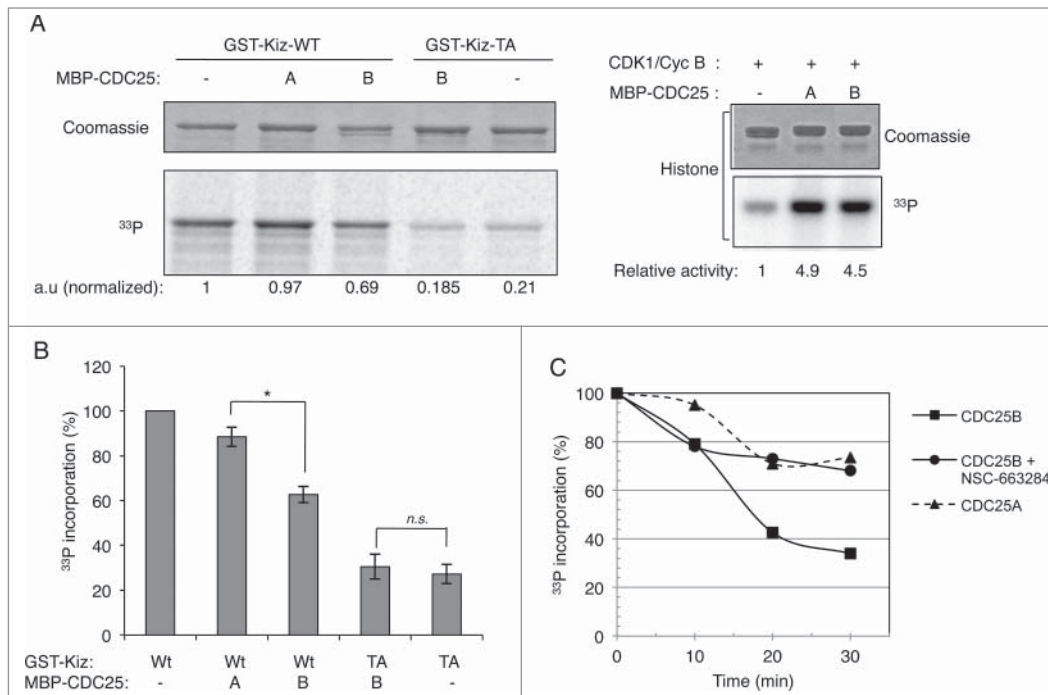 A
GST-Kiz-WT GST-Kiz-TA
MBP-CDC25: - A B B -
Coomassie
³³P
a.u (normalized): 1 0.97 0.69 0.185 0.21
CDK1/Cyc B : + + +
MBP-CDC25 : - A B
Histone
Coomassie
³³P
Relative activity: 1 4.9 4.5
B
³³P incorporation (%)
120
100
80
60
40
20
0
*
n.s.
GST-Kiz: Wt Wt Wt TA TA
MBP-CDC25: - A B B -
C
³³P incorporation (%)
100
80
60
40
20
0
0 10 20 30
Time (min)
CDC25B
CDC25B +
NSC-663284
CDC25A